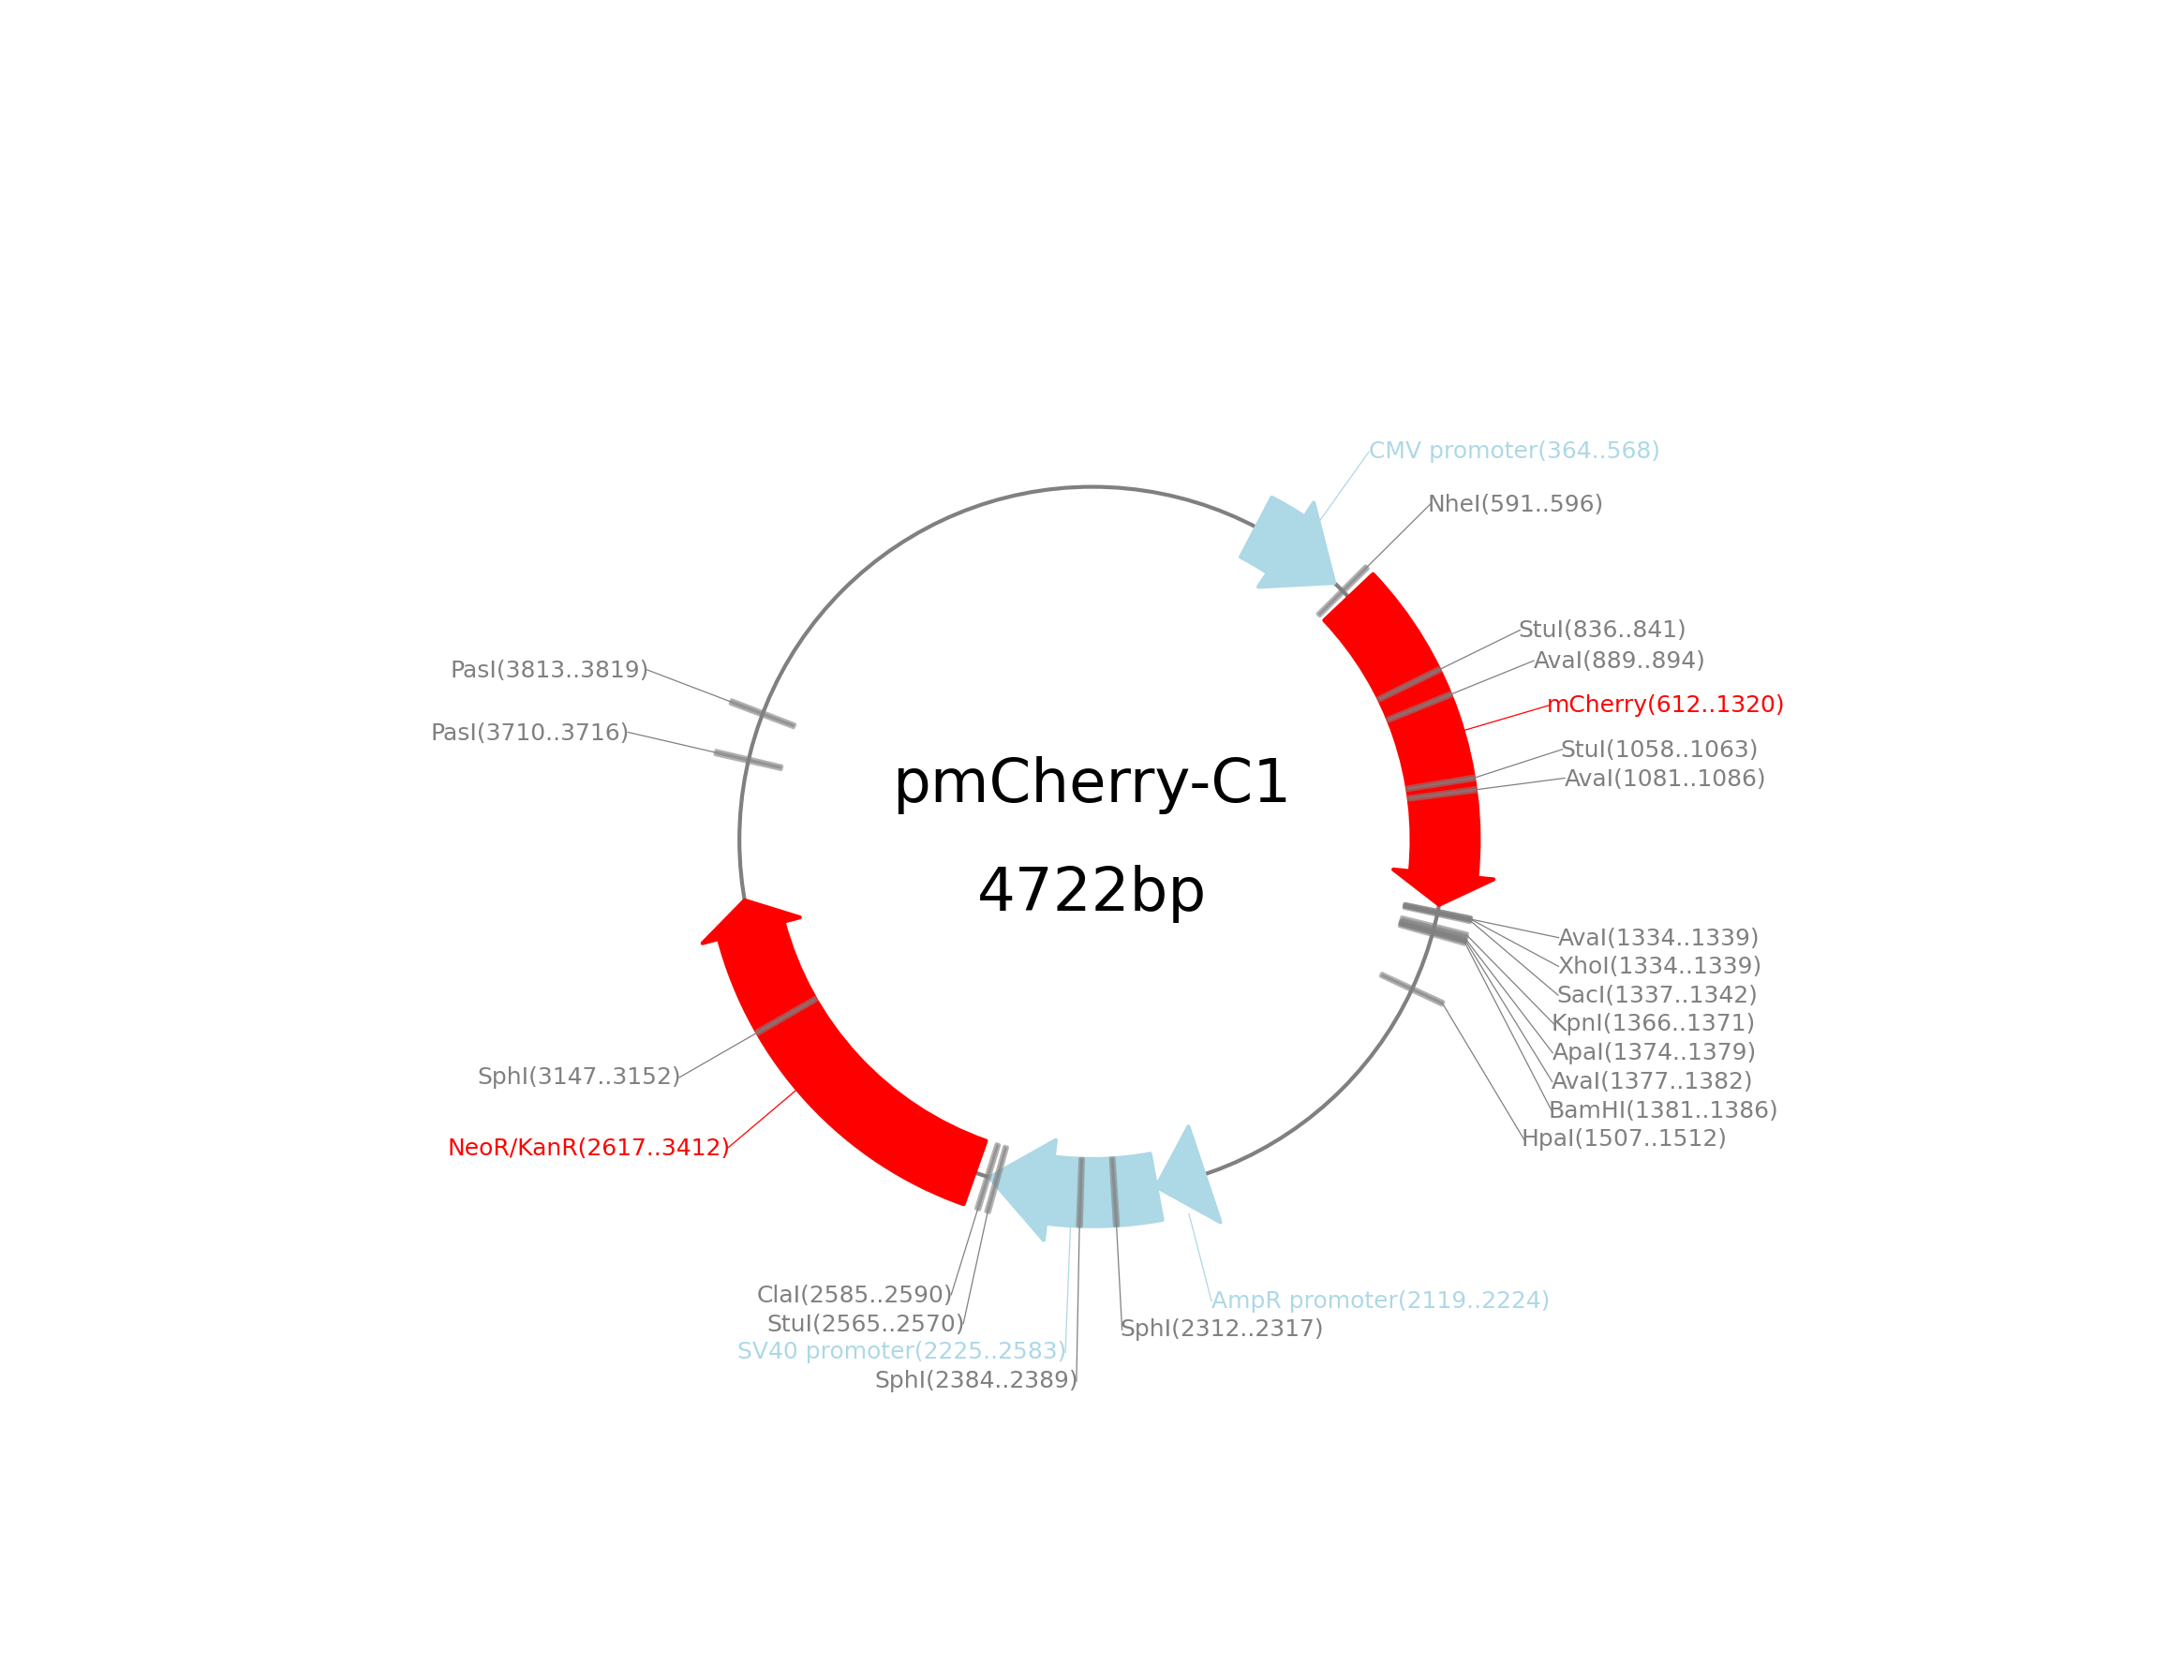 CMV promoter(364..568)
NheI(591..596)
StuI(836..841)
AvaI(889..894)
mCherry(612..1320)
StuI(1058..1063)
AvaI(1081..1086)
PasI(3813..3819)
PasI(3710..3716)
pmCherry-C1
4722bp
AvaI(1334..1339)
XhoI(1334..1339)
SacI(1337..1342)
KpnI(1366..1371)
ApaI(1374..1379)
AvaI(1377..1382)
BamHI(1381..1386)
HpaI(1507..1512)
SphI(3147..3152)
NeoR/KanR(2617..3412)
ClaI(2585..2590)
StuI(2565..2570)
SV40 promoter(2225..2583)
SphI(2384..2389)
AmpR promoter(2119..2224)
SphI(2312..2317)